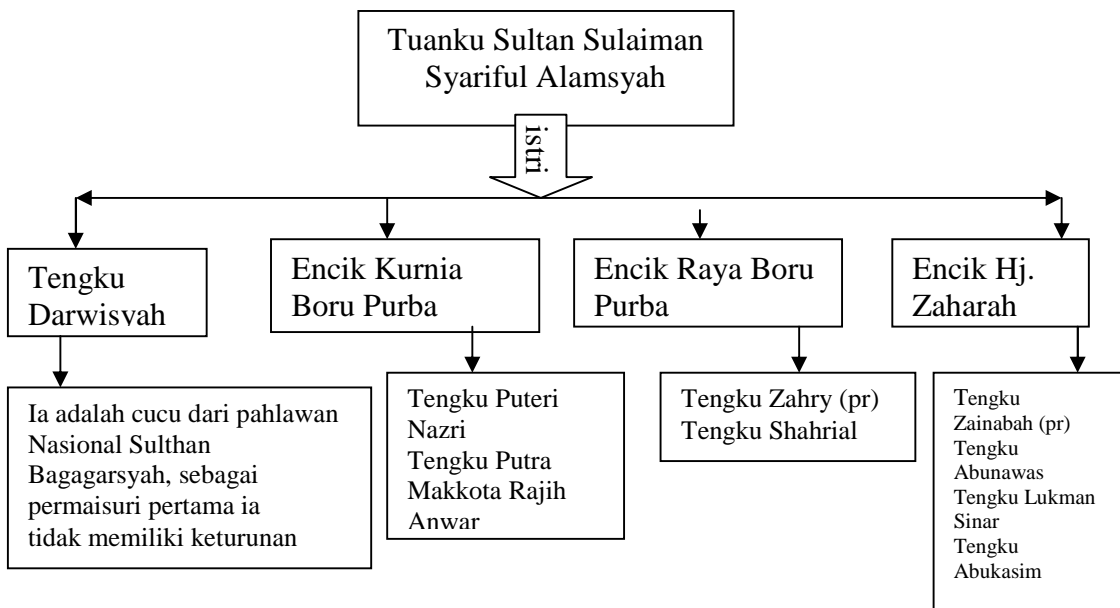 Tuanku Sultan Sulaiman
Syariful Alamsyah
istri
Tengku
Darwisyah
Encik Kurnia
Boru Purba
Encik Raya Boru
Purba
Encik Hj.
Zaharah
Ia adalah cucu dari pahlawan
Nasional Sulthan
Bagagarsyah, sebagai
permaisuri pertama ia
tidak memiliki keturunan
Tengku Puteri
Nazri
Tengku Putra
Makkota Rajih
Anwar
Tengku Zahry (pr)
Tengku Shahrial
Tengku
Zainabah (pr)
Tengku
Abunawas
Tengku Lukman
Sinar
Tengku
Abukasim